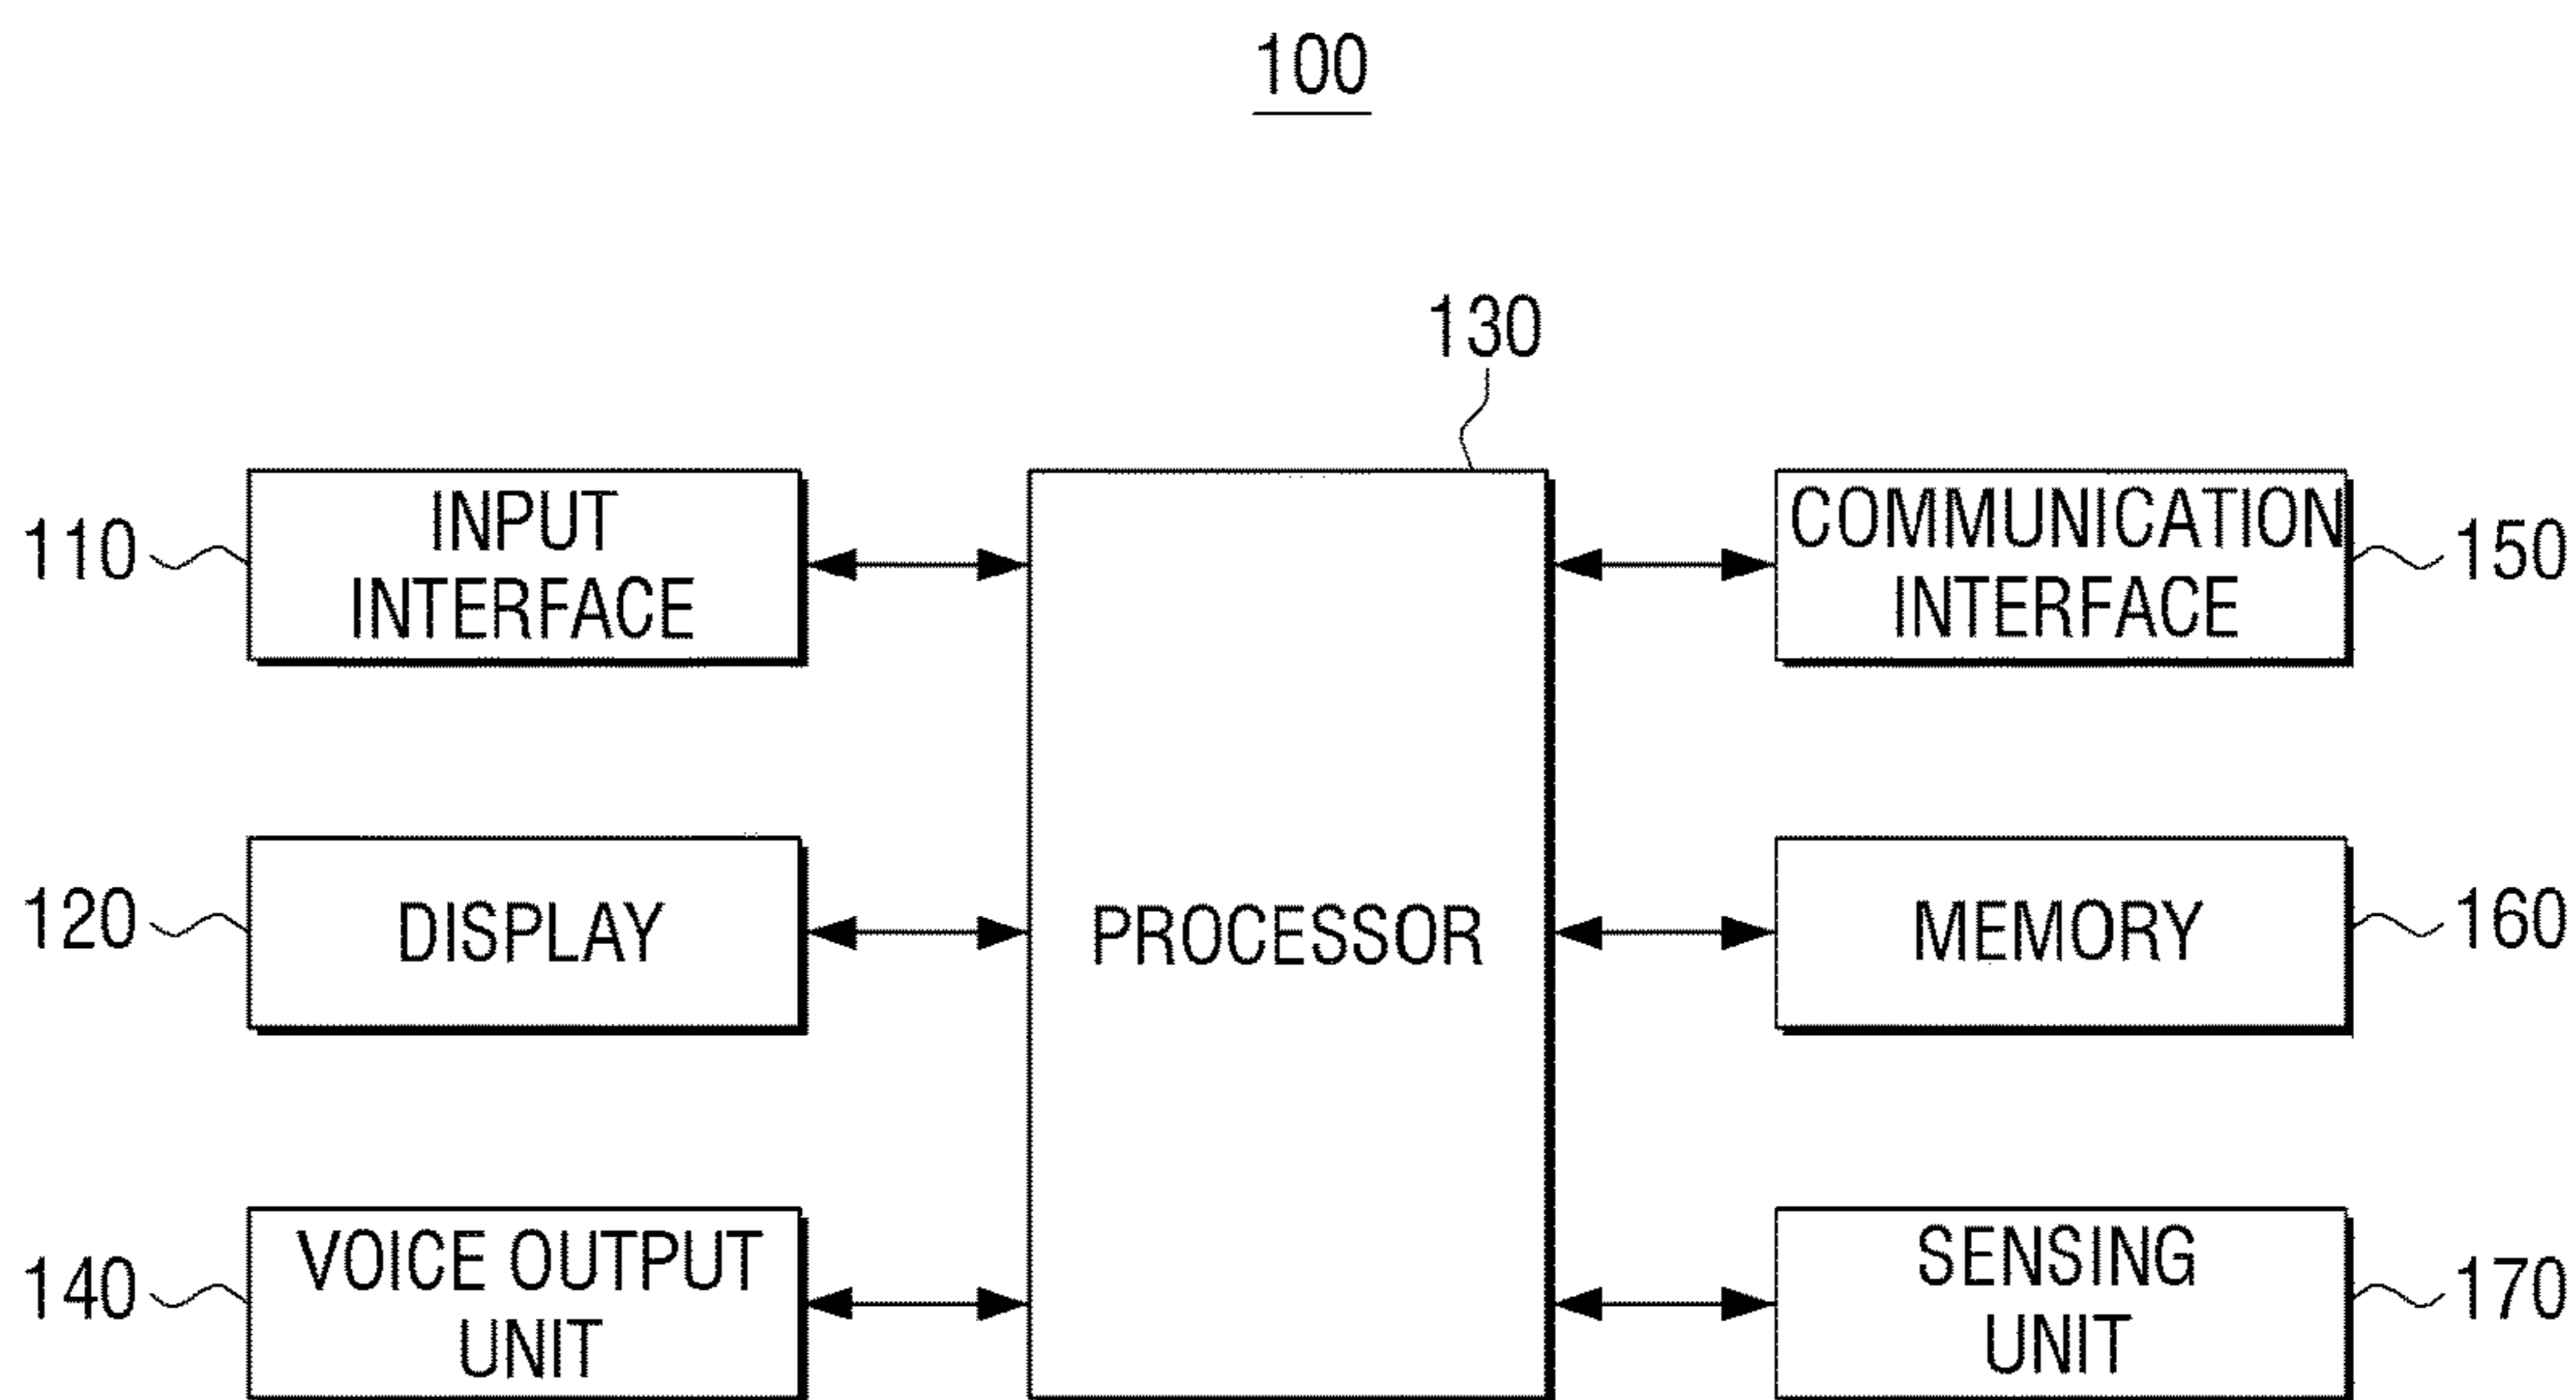 100
130
110
INPUT
INTERFACE
COMMUNICATION
INTERFACE
150
120
DISPLAY
PROCESSOR
MEMORY
160
140
VOICE OUTPUT
UNIT
SENSING
UNIT
170